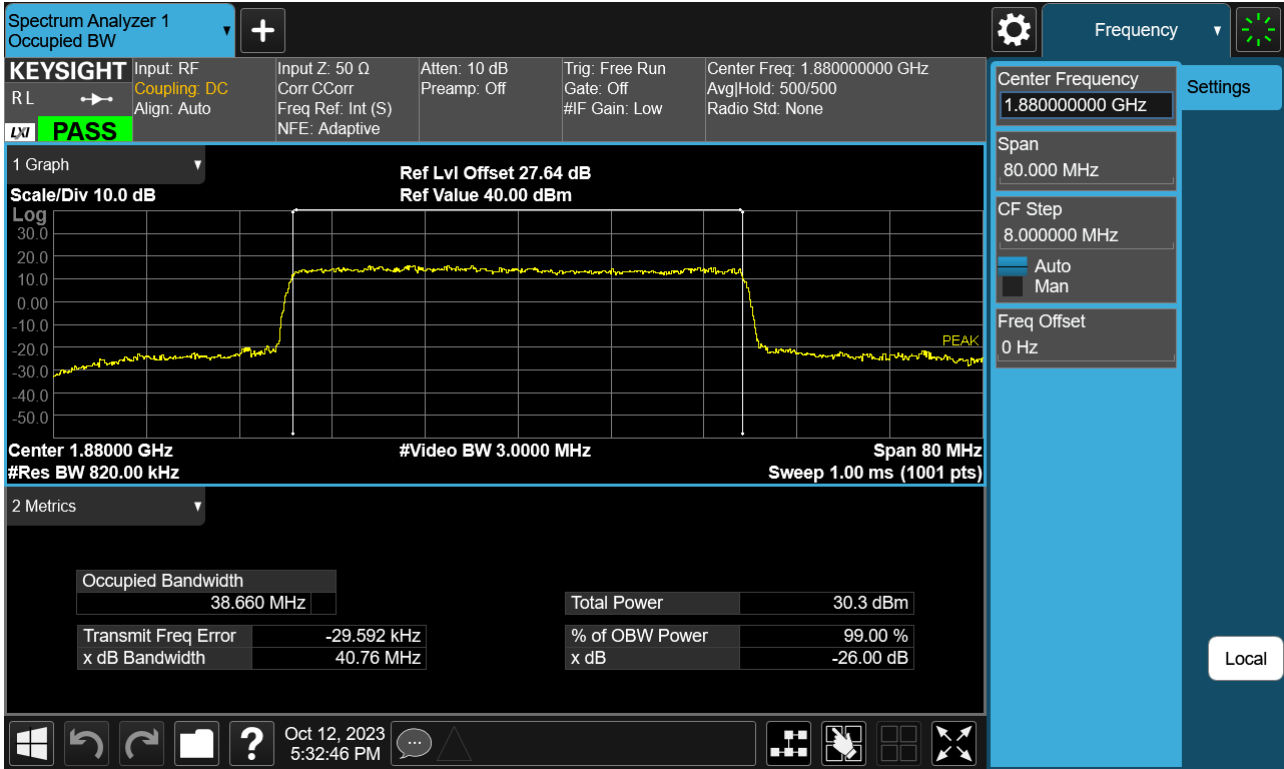 Spectrum Analyzer 1
Occupied BW
Frequency
KEYSIGHT
R L
LXI PASS
Input: RF
Coupling: DC
Align: Auto
Input Z: 50 Ω
Corr CCorr
Freq Ref: Int (S)
NFE: Adaptive
Atten: 10 dB
Preamp: Off
Trig: Free Run
Gate: Off
#IF Gain: Low
Center Freq: 1.880000000 GHz
Avg|Hold: 500/500
Radio Std: None
1 Graph
Scale/Div 10.0 dB
Ref Lvl Offset 27.64 dB
Ref Value 40.00 dBm
Log
30.0
20.0
10.0
0.00
-10.0
-20.0
-30.0
-40.0
-50.0
PEAK
Center 1.88000 GHz
#Video BW 3.0000 MHz
Span 80 MHz
#Res BW 820.00 kHz
Sweep 1.00 ms (1001 pts)
2 Metrics
Occupied Bandwidth
38.660 MHz
Transmit Freq Error -29.592 kHz
x dB Bandwidth 40.76 MHz
Total Power 30.3 dBm
% of OBW Power 99.00 %
x dB -26.00 dB
Center Frequency
1.880000000 GHz
Span
80.000 MHz
CF Step
8.000000 MHz
Auto
Man
Freq Offset
0 Hz
Settings
Local
?
Oct 12, 2023
5:32:46 PM